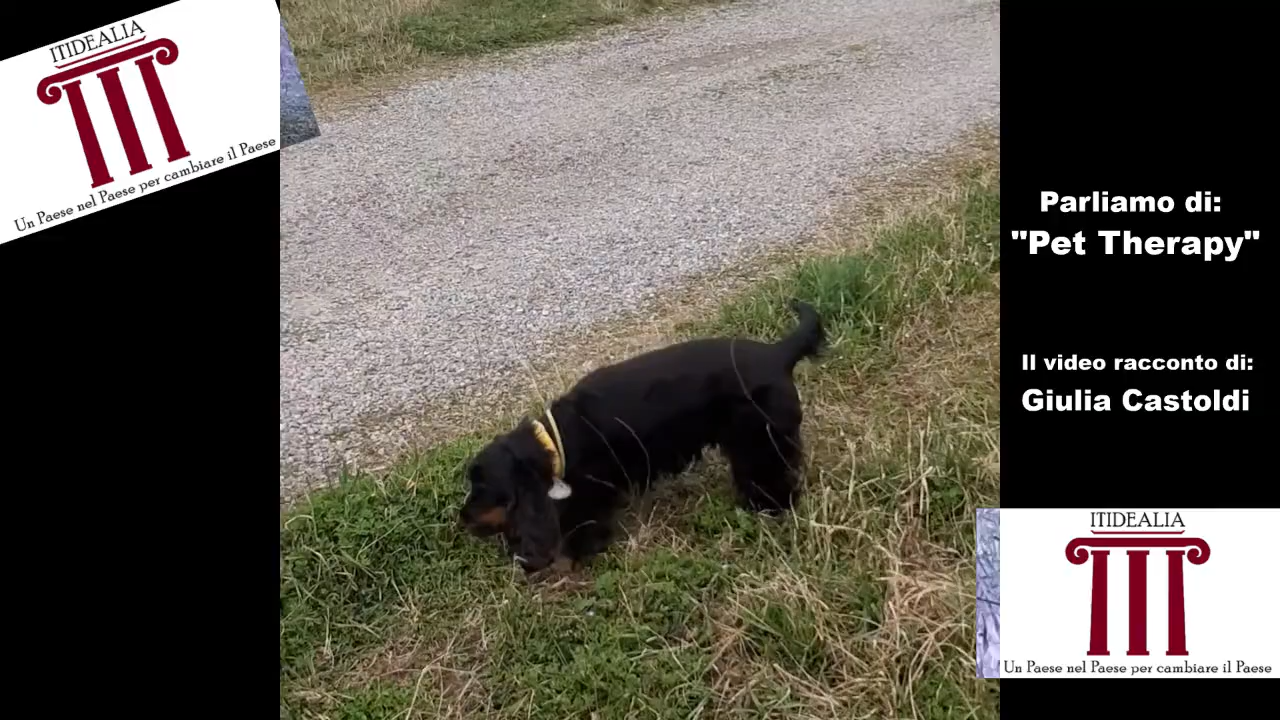 ITIDEALIA
Un Paese nel Paese per cambiare il Paese
Parliamo di:
"Pet Therapy"
Il video racconto di:
Giulia Castoldi
ITIDEALIA
Un Paese nel Paese per cambiare il Paese